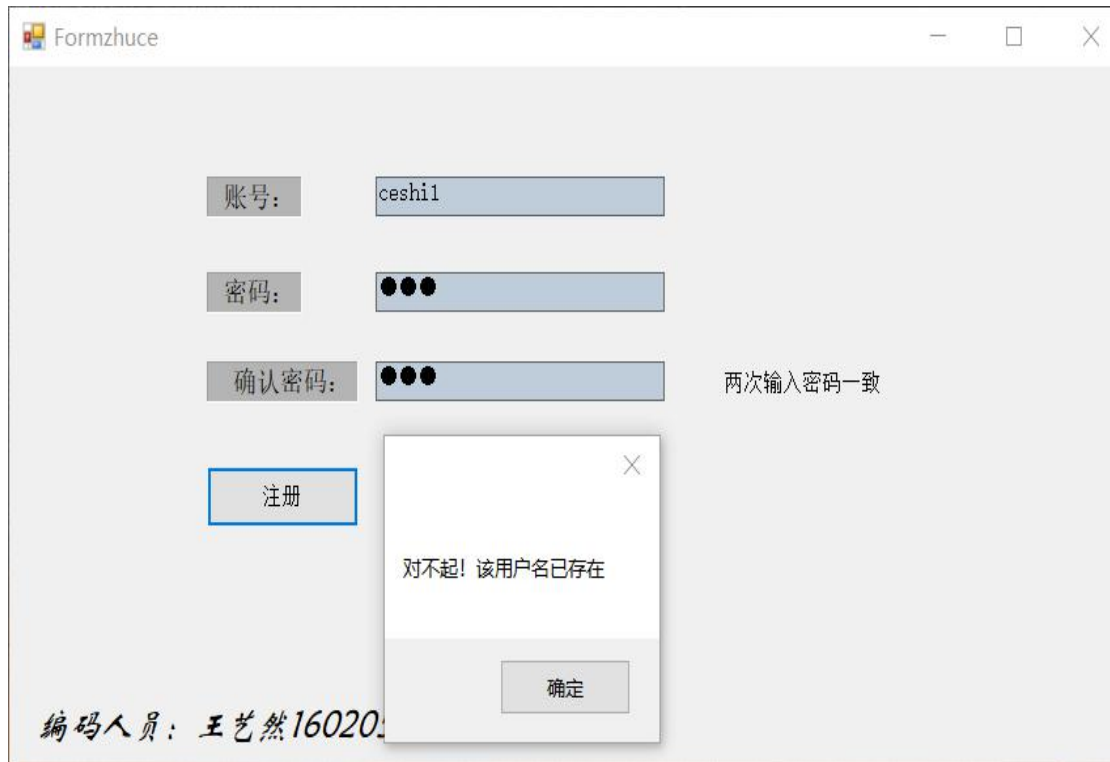 Formzhuce
账号： ceshi1
密码： ●●●
确认密码： ●●● 两次输入密码一致
注册
对不起！该用户名已存在
确定
编码人员：王艺然16020